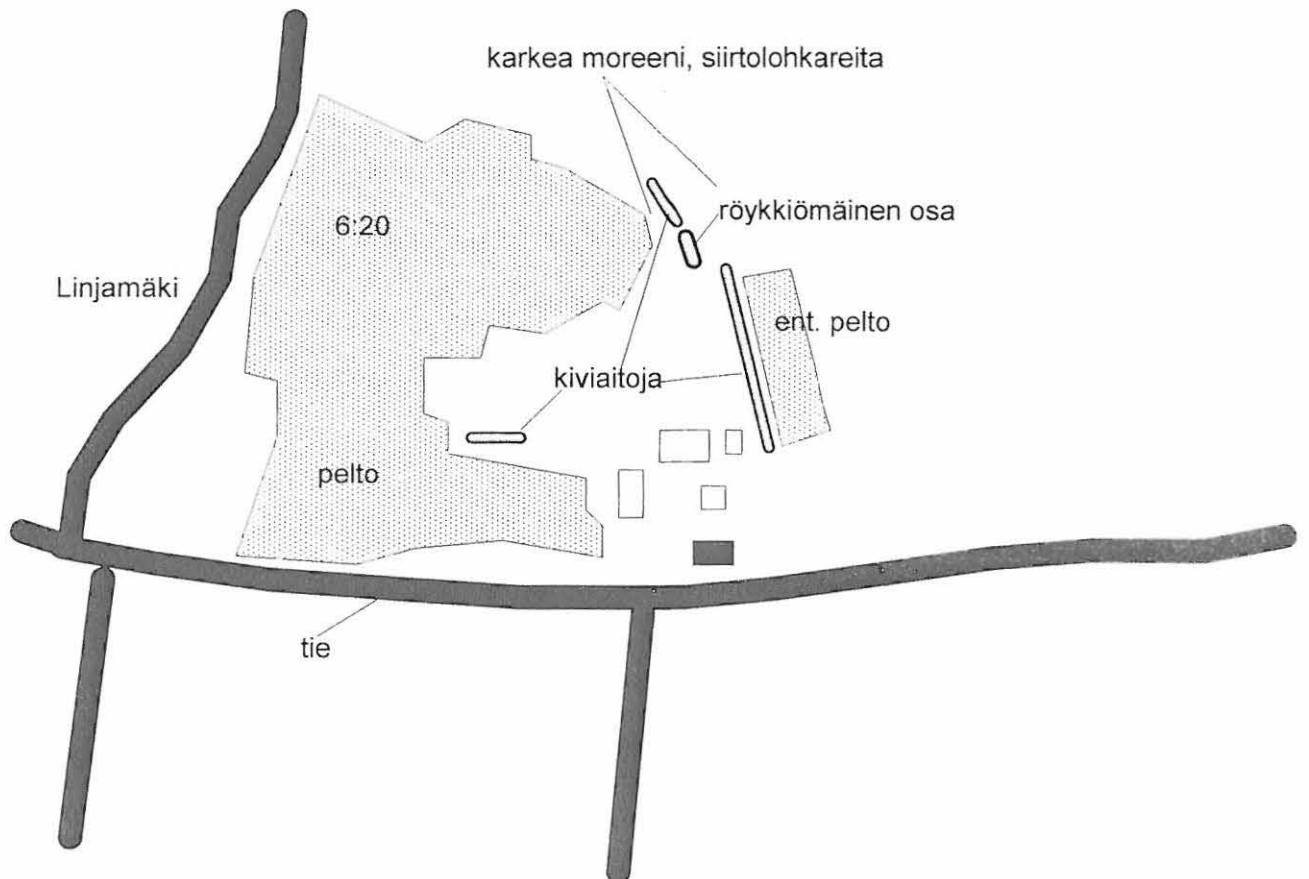 karkea moreeni, siirtolohkareita
röykkiömäinen osa
6:20
Linjamäki
ent. pelto
kiviaitoja
pelto
tie